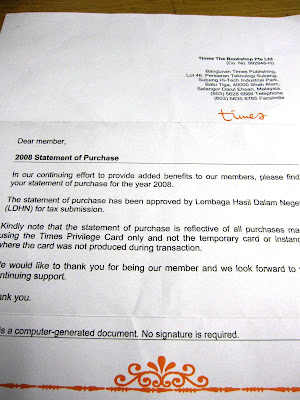 Times The Bookshop Pte Ltd
(Co. No. 992940-H)
Bangunan Times Publishing,
Lot 46, Persiaran Teknologi Subang,
Subang Hi-Tech Industrial Park,
Batu Tiga, 40000 Shah Alam,
Selangor Darul Ehsan, Malaysia.
(603) 5628 6888 Telephone
(603) 5635 8765 Facsimile
times
Dear member,
2008 Statement of Purchase
In our continuing effort to provide added benefits to our members, please find
your statement of purchase for the year 2008.
The statement of purchase has been approved by Lembaga Hasil Dalam Nege
(LDHN) for tax submission.
Kindly note that the statement of purchase is reflective of all purchases ma
using the Times Privilege Card only and not the temporary card or instanc
where the card was not produced during transaction.
e would like to thank you for being our member and we look forward to
ontinuing support.
ank you.
is a computer-generated document. No signature is required.